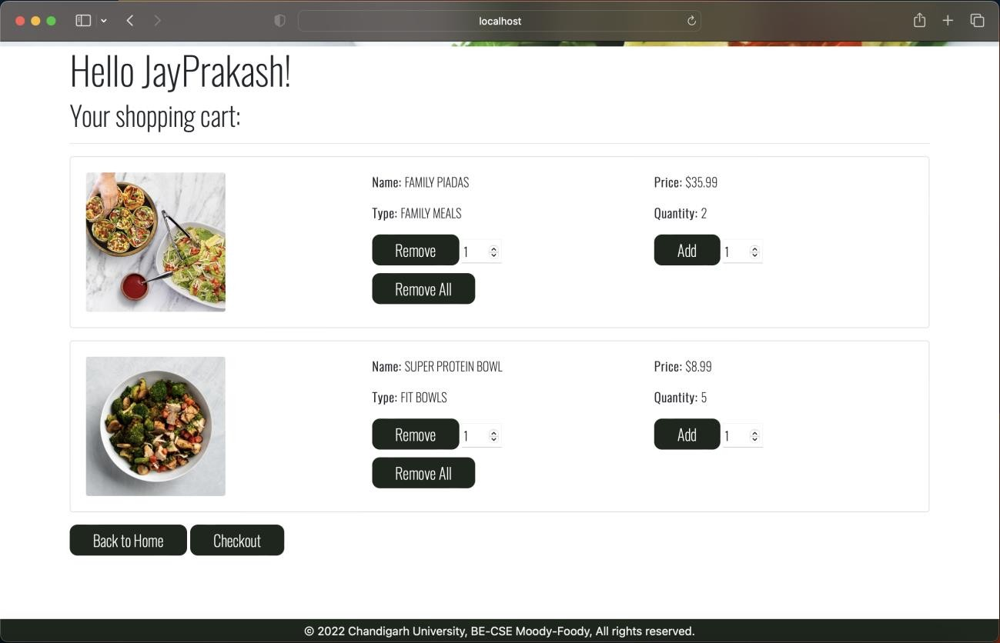 localhost
Hello JayPrakash!
Your shopping cart:
Name: FAMILY PIADAS
Price: $35.99
Type: FAMILY MEALS
Quantity: 2
Remove 1
Add 1
Remove All
Name: SUPER PROTEIN BOWL
Price: $8.99
Type: FIT BOWLS
Quantity: 5
Remove 1
Add 1
Remove All
Back to Home Checkout
© 2022 Chandigarh University, BE-CSE Moody-Foody, All rights reserved.